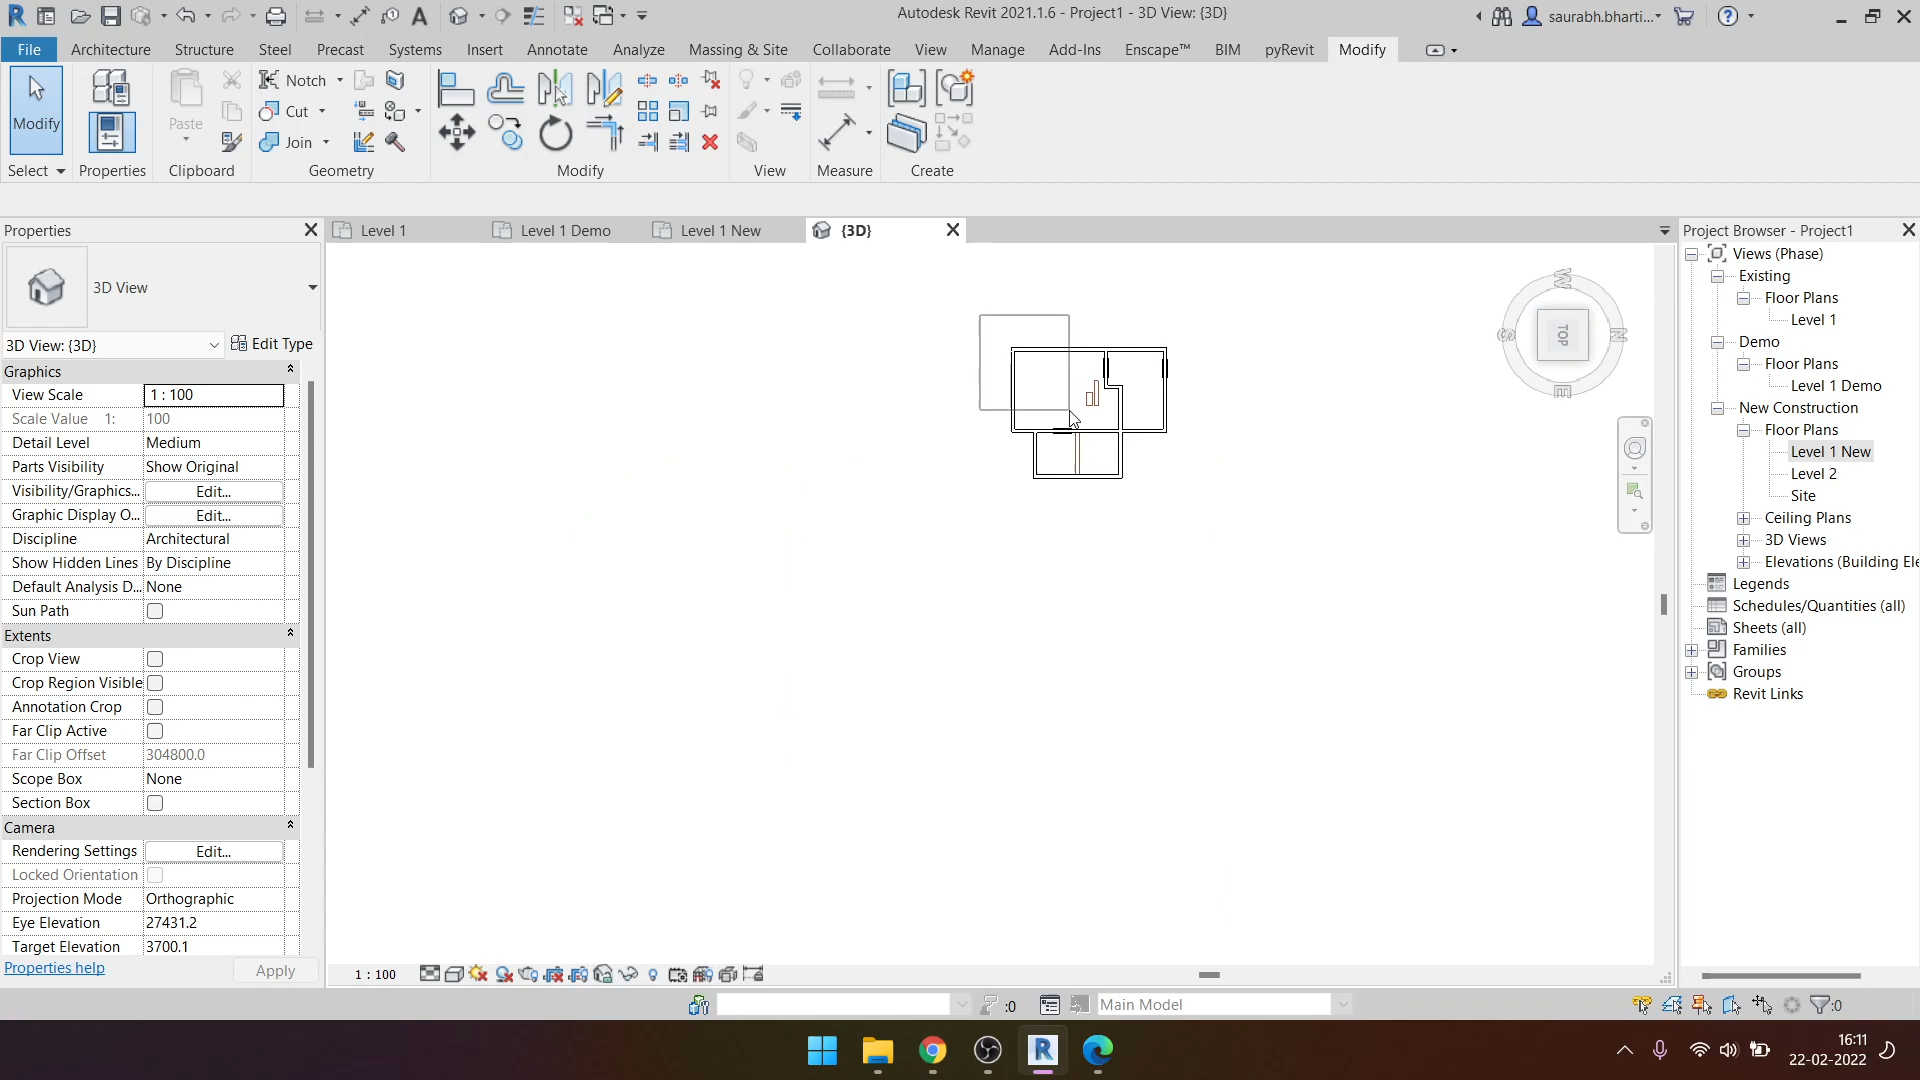 Autodesk Revit 2021.1.6 - Project1 - 3D View: {3D}
saurabh.bharti...
File Architecture Structure Steel Precast Systems Insert Annotate Analyze Massing & Site Collaborate View Manage Add-Ins Enscape™ BIM pyRevit Modify
Modify
Paste
Notch
Cut
Join
Select Properties Clipboard Geometry Modify View Measure Create
Properties
Level 1
Level 1 Demo
Level 1 New
{3D}
Project Browser - Project1
3D View
3D View: {3D}
Edit Type
Graphics
View Scale 1 : 100
Scale Value 1: 100
Detail Level Medium
Parts Visibility Show Original
Visibility/Graphics... Edit...
Graphic Display O... Edit...
Discipline Architectural
Show Hidden Lines By Discipline
Default Analysis D... None
Sun Path
Extents
Crop View
Crop Region Visible
Annotation Crop
Far Clip Active
Far Clip Offset 304800.0
Scope Box None
Section Box
Camera
Rendering Settings Edit...
Locked Orientation
Projection Mode Orthographic
Eye Elevation 27431.2
Target Elevation 3700.1
Properties help
Apply
W
S
N
E
TOP
Views (Phase)
Existing
Floor Plans
Level 1
Demo
Floor Plans
Level 1 Demo
New Construction
Floor Plans
Level 1 New
Level 2
Site
Ceiling Plans
3D Views
Elevations (Building Ele
Legends
Schedules/Quantities (all)
Sheets (all)
Families
Groups
Revit Links
1 : 100
:0
Main Model
:0
16:11
22-02-2022